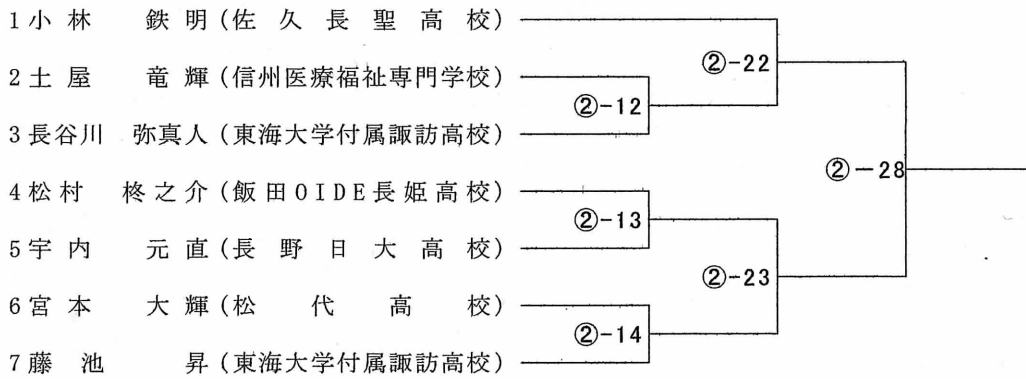 1 小林 鉄明 (佐久長聖高校)
②-22
2 土屋 竜輝 (信州医療福祉専門学校)
②-12
3 長谷川 弥真人 (東海大学付属諏訪高校)
②-28
4 松村 柊之介 (飯田OIDE長姫高校)
②-13
5 宇内 元直 (長野日大高校)
②-23
6 宮本 大輝 (松代高校)
②-14
7 藤池 昇 (東海大学付属諏訪高校)